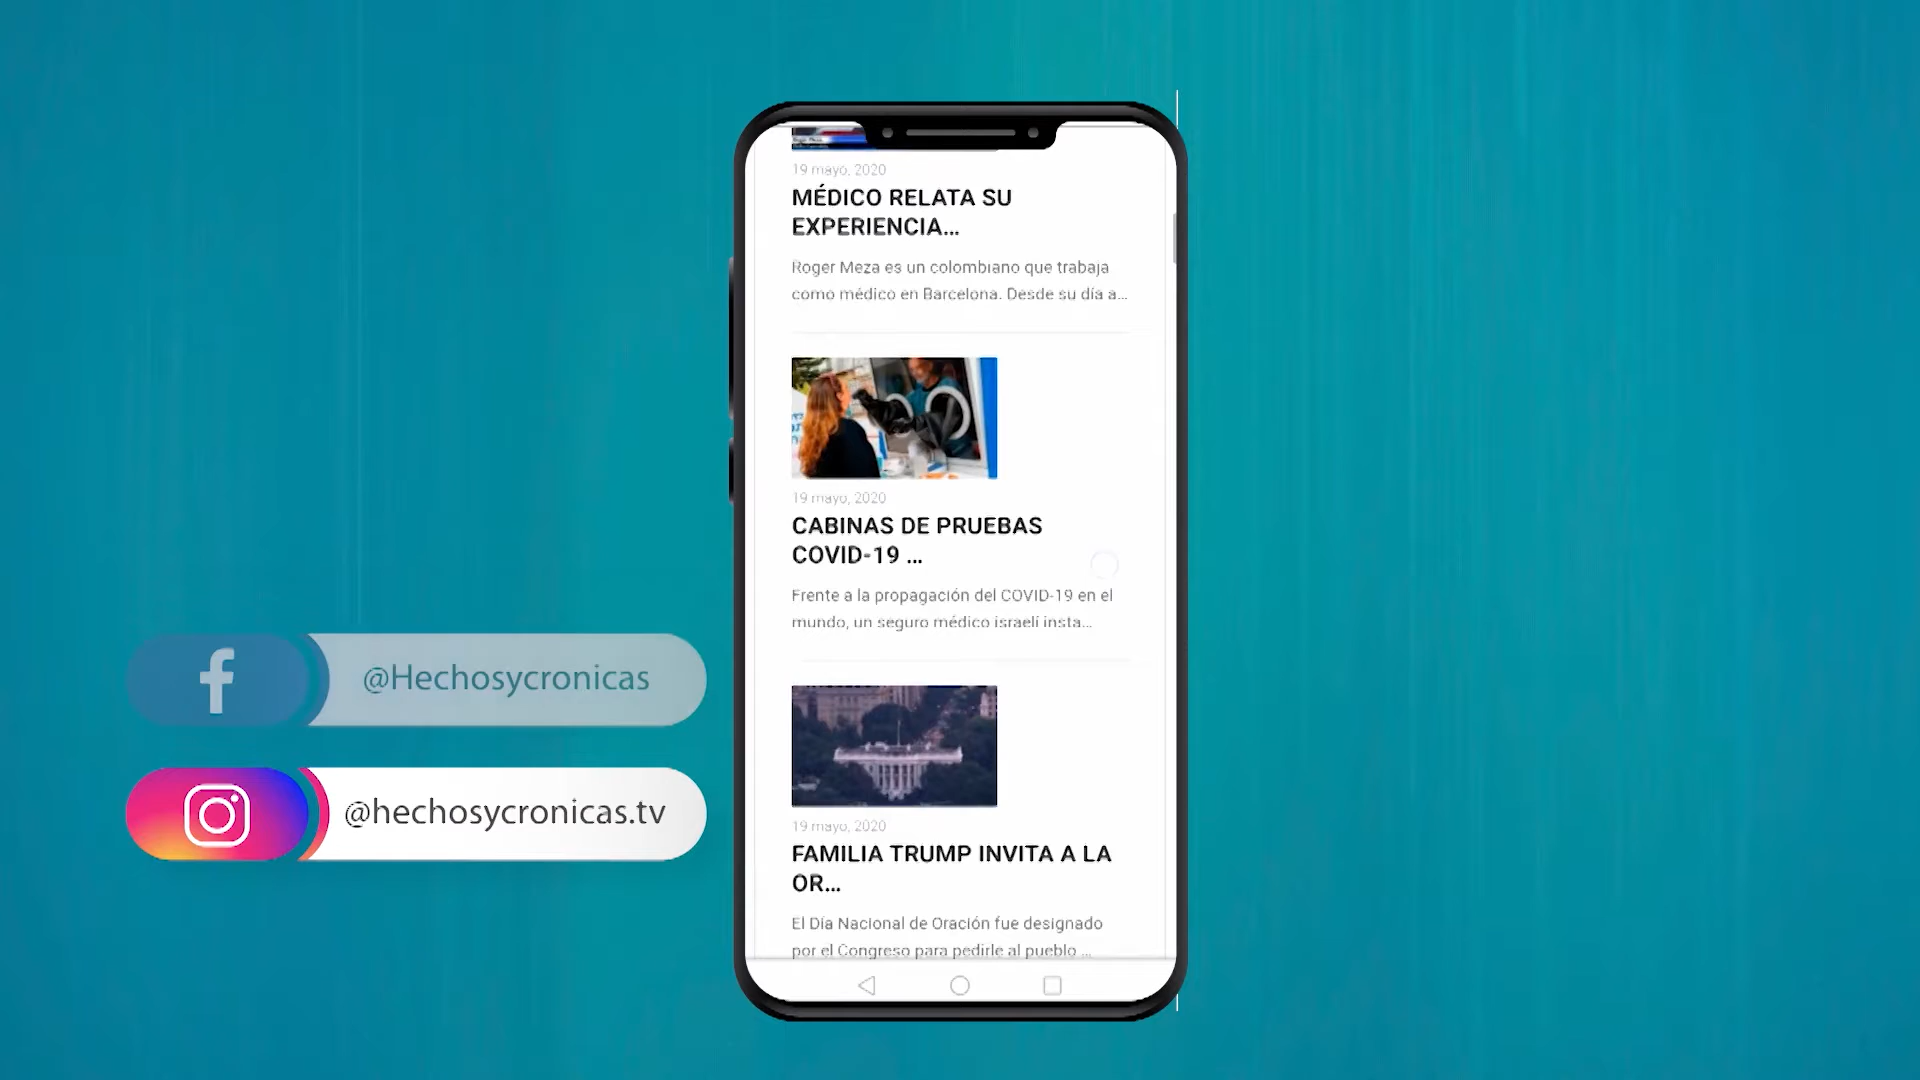 19 mayo, 2020
MÉDICO RELATA SU
EXPERIENCIA...
Roger Meza es un colombiano que trabaja
como médico en Barcelona. Desde su día a...
19 mayo, 2020
CABINAS DE PRUEBAS
COVID-19 ...
Frente a la propagación del COVID-19 en el
mundo, un seguro médico israelí insta...
19 mayo, 2020
FAMILIA TRUMP INVITA A LA
OR...
El Día Nacional de Oración fue designado
por el Congreso para pedirle al pueblo ...
@Hechosycronicas
@hechosycronicas.tv